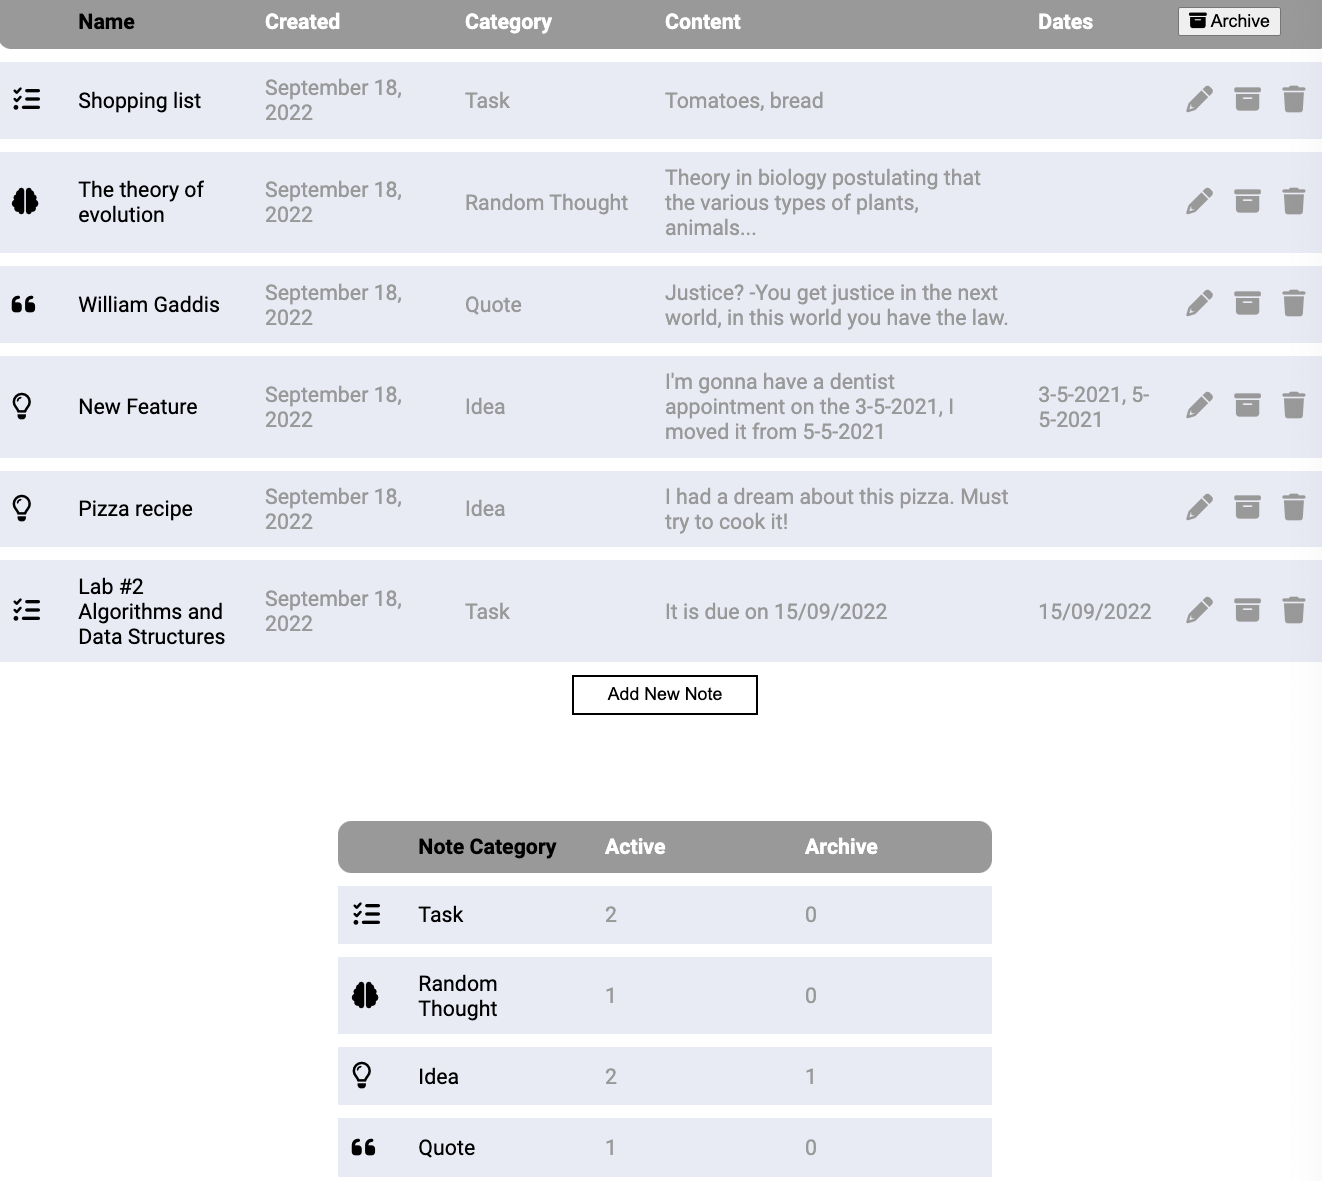 Name Created Category Content Dates Archive
Shopping list September 18, 2022 Task Tomatoes, bread
The theory of evolution September 18, 2022 Random Thought Theory in biology postulating that the various types of plants, animals...
William Gaddis September 18, 2022 Quote Justice? -You get justice in the next world, in this world you have the law.
New Feature September 18, 2022 Idea I'm gonna have a dentist appointment on the 3-5-2021, I moved it from 5-5-2021 3-5-2021, 5-5-2021
Pizza recipe September 18, 2022 Idea I had a dream about this pizza. Must try to cook it!
Lab #2 Algorithms and Data Structures September 18, 2022 Task It is due on 15/09/2022 15/09/2022
Add New Note
Note Category Active Archive
Task 2 0
Random Thought 1 0
Idea 2 1
Quote 1 0